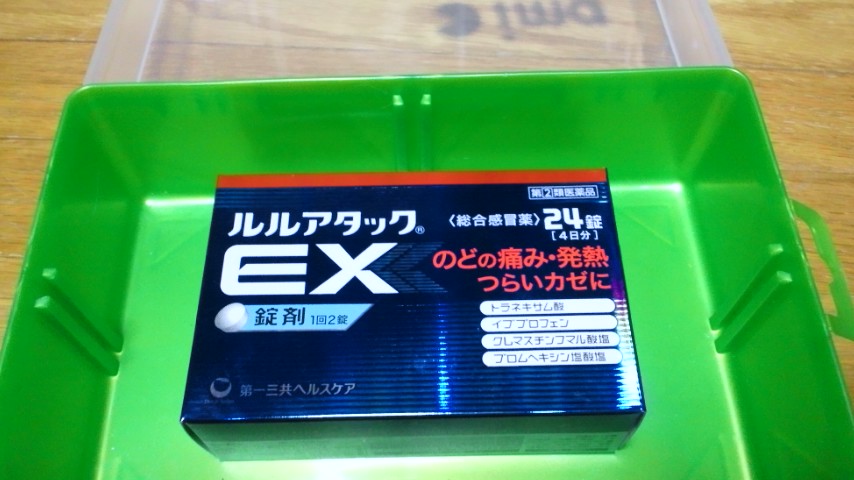 第②類医薬品
ルルアタック®
〈総合感冒薬〉24錠
[4日分]
EX
のどの痛み・発熱
つらいカゼに
錠剤 1回2錠
トラネキサム酸
イブプロフェン
クレマスチンフマル酸塩
ブロムヘキシン塩酸塩
第一三共ヘルスケア